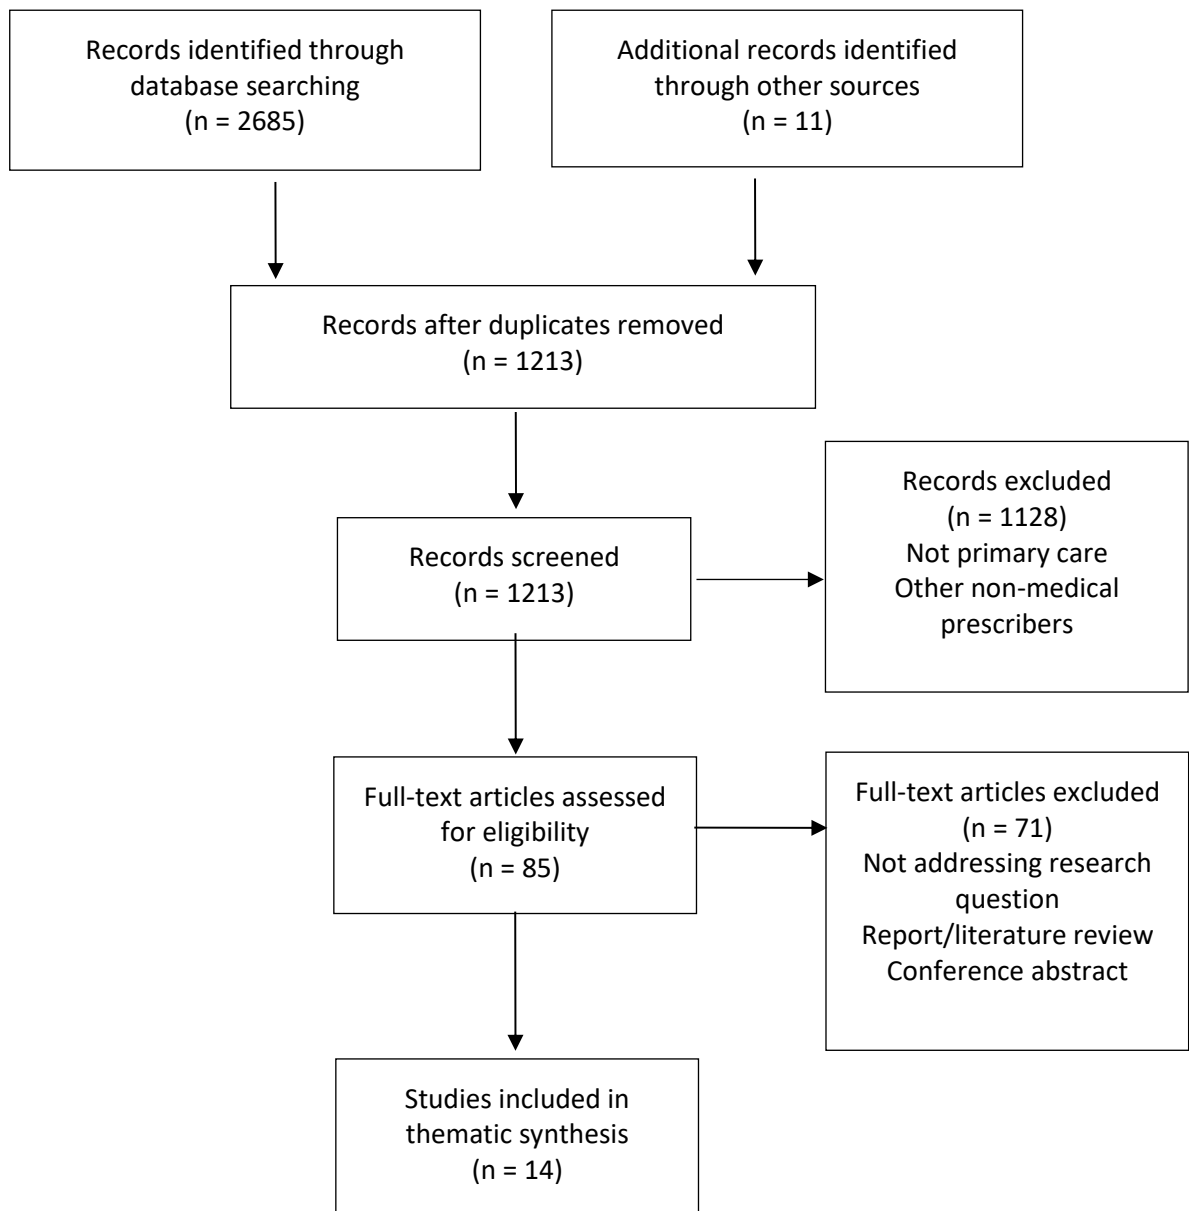 Records identified through
database searching
(n = 2685)
Additional records identified
through other sources
(n = 11)
Records after duplicates removed
(n = 1213)
Records screened
(n = 1213)
Records excluded
(n = 1128)
Not primary care
Other non-medical
prescribers
Full-text articles assessed
for eligibility
(n = 85)
Full-text articles excluded
(n = 71)
Not addressing research
question
Report/literature review
Conference abstract
Studies included in
thematic synthesis
(n = 14)